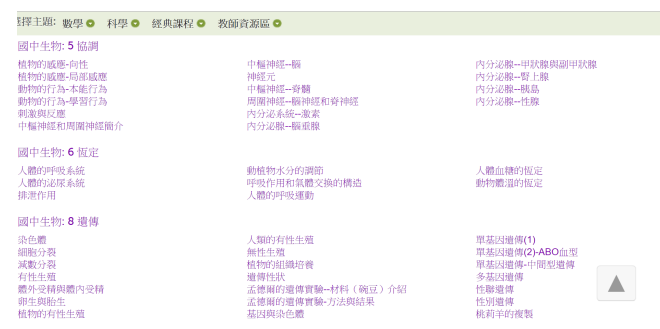 選擇主題: 數學 科學 經典課程 教師資源區
國中生物: 5 協調
植物的感應-向性
植物的感應-局部感應
動物的行為-本能行為
動物的行為-學習行為
刺激與反應
中樞神經和周圍神經簡介
中樞神經--腦
神經元
中樞神經--脊髓
周圍神經--腦神經和脊神經
內分泌系統--激素
內分泌腺--腦垂腺
內分泌腺--甲狀腺與副甲狀腺
內分泌腺--腎上腺
內分泌腺--胰島
內分泌腺--性腺
國中生物: 6 恆定
人體的呼吸系統
人體的泌尿系統
排泄作用
動植物水分的調節
呼吸作用和氣體交換的構造
人體的呼吸運動
人體血糖的恆定
動物體溫的恆定
國中生物: 8 遺傳
染色體
細胞分裂
減數分裂
有性生殖
體外受精與體內受精
卵生與胎生
植物的有性生殖
人類的有性生殖
無性生殖
植物的組織培養
遺傳性狀
孟德爾的遺傳實驗--材料（豌豆）介紹
孟德爾的遺傳實驗-方法與結果
基因與染色體
單基因遺傳(1)
單基因遺傳(2)-ABO血型
單基因遺傳-中間型遺傳
多基因遺傳
性聯遺傳
性別遺傳
桃莉羊的複製